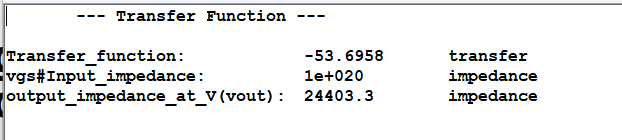 --- Transfer Function ---
Transfer_function: -53.6958 transfer
vgs#Input_impedance: 1e+020 impedance
output_impedance_at_V(vout): 24403.3 impedance